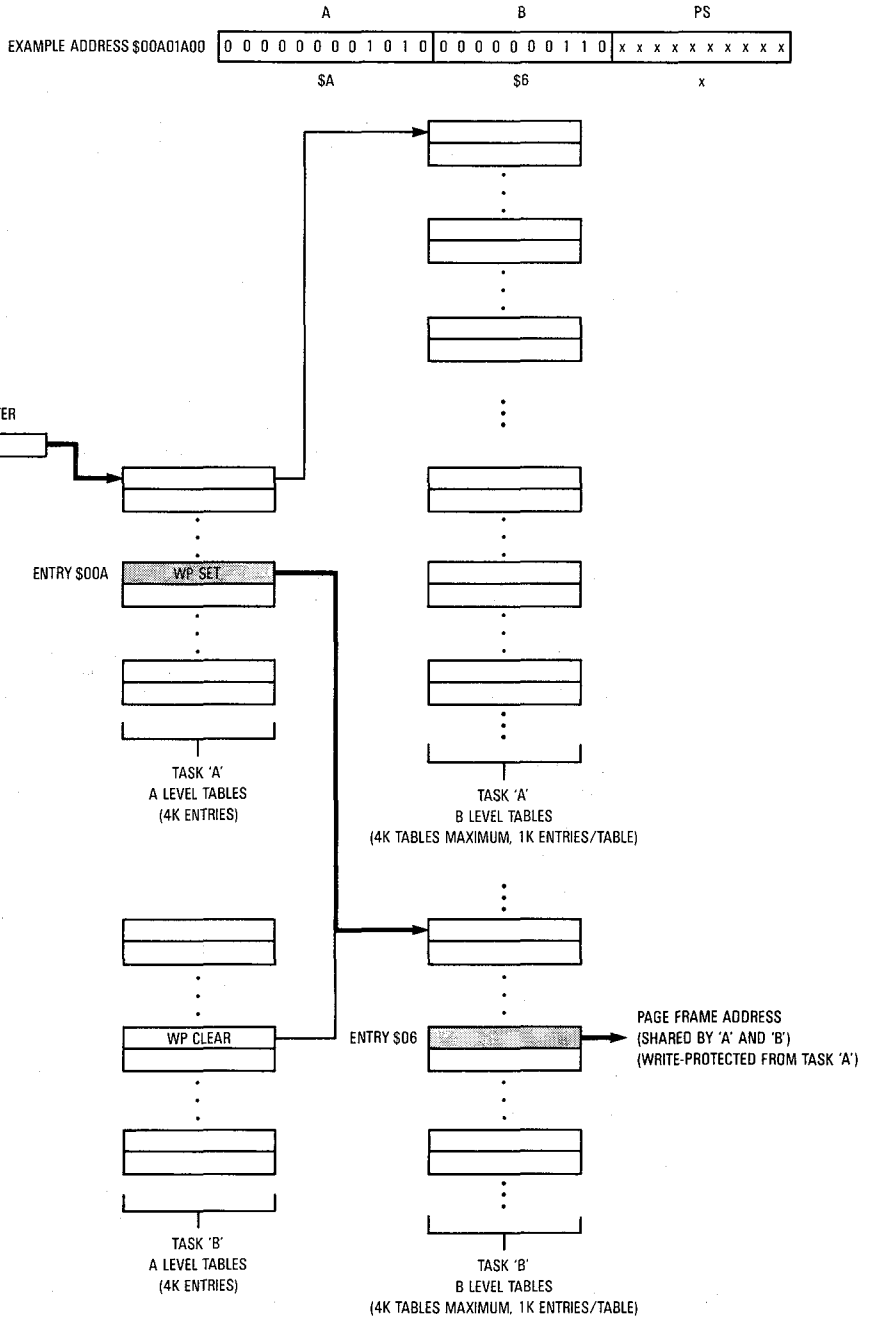 A B PS
EXAMPLE ADDRESS $00A01A00 0 0 0 0 0 0 0 0 1 0 1 0 0 0 0 0 0 0 0 1 1 0 x x x x x x x x x x
$A $6 x
TER
ENTRY $00A WP SET
TASK 'A'
A LEVEL TABLES
(4K ENTRIES)
TASK 'A'
B LEVEL TABLES
(4K TABLES MAXIMUM, 1K ENTRIES/TABLE)
WP CLEAR
ENTRY $06
PAGE FRAME ADDRESS
(SHARED BY 'A' AND 'B')
(WRITE-PROTECTED FROM TASK 'A')
TASK 'B'
A LEVEL TABLES
(4K ENTRIES)
TASK 'B'
B LEVEL TABLES
(4K TABLES MAXIMUM, 1K ENTRIES/TABLE)